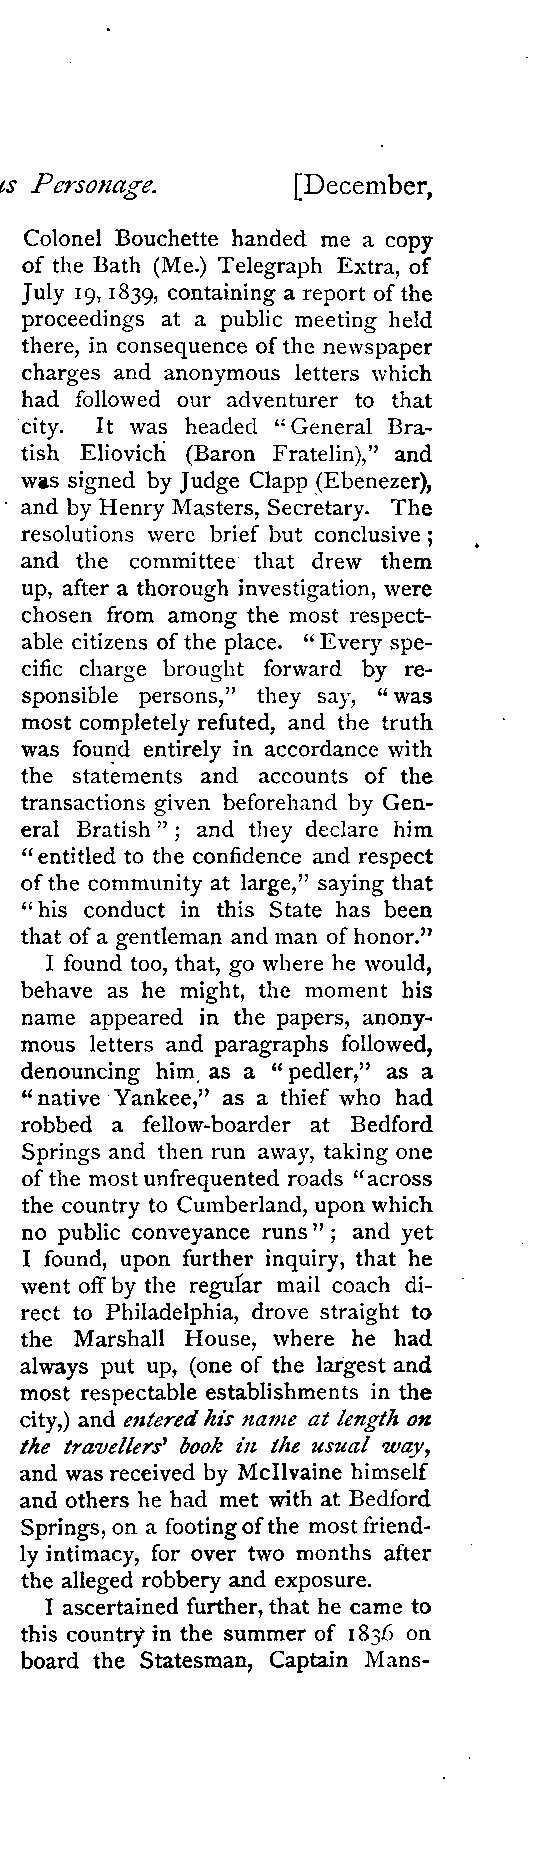 Personage. [December,
Colonel Bouchette handed me a copy
of the Bath (Me.) Telegraph Extra, of
July 19, 1839, containing a report of the
proceedings at a public meeting held
there, in consequence of the newspaper
charges and anonymous letters which
had followed our adventurer to that
city. It was headed “General Bra-
tish Eliovich (Baron Fratelin),” and
was signed by Judge Clapp (Ebenezer),
and by Henry Masters, Secretary. The
resolutions were brief but conclusive;
and the committee that drew them
up, after a thorough investigation, were
chosen from among the most respect-
able citizens of the place. “Every spe-
cific charge brought forward by re-
sponsible persons,” they say, “was
most completely refuted, and the truth
was found entirely in accordance with
the statements and accounts of the
transactions given beforehand by Gen-
eral Bratish”; and they declare him
“entitled to the confidence and respect
of the community at large,” saying that
“his conduct in this State has been
that of a gentleman and man of honor.”
I found too, that, go where he would,
behave as he might, the moment his
name appeared in the papers, anony-
mous letters and paragraphs followed,
denouncing him as a “pedler,” as a
“native Yankee,” as a thief who had
robbed a fellow-boarder at Bedford
Springs and then run away, taking one
of the most unfrequented roads “across
the country to Cumberland, upon which
no public conveyance runs”; and yet
I found, upon further inquiry, that he
went off by the regular mail coach di-
rect to Philadelphia, drove straight to
the Marshall House, where he had
always put up, (one of the largest and
most respectable establishments in the
city,) and entered his name at length on
the travellers’ book in the usual way,
and was received by McIlvaine himself
and others he had met with at Bedford
Springs, on a footing of the most friend-
ly intimacy, for over two months after
the alleged robbery and exposure.
I ascertained further, that he came to
this country in the summer of 1836 on
board the Statesman, Captain Mans-